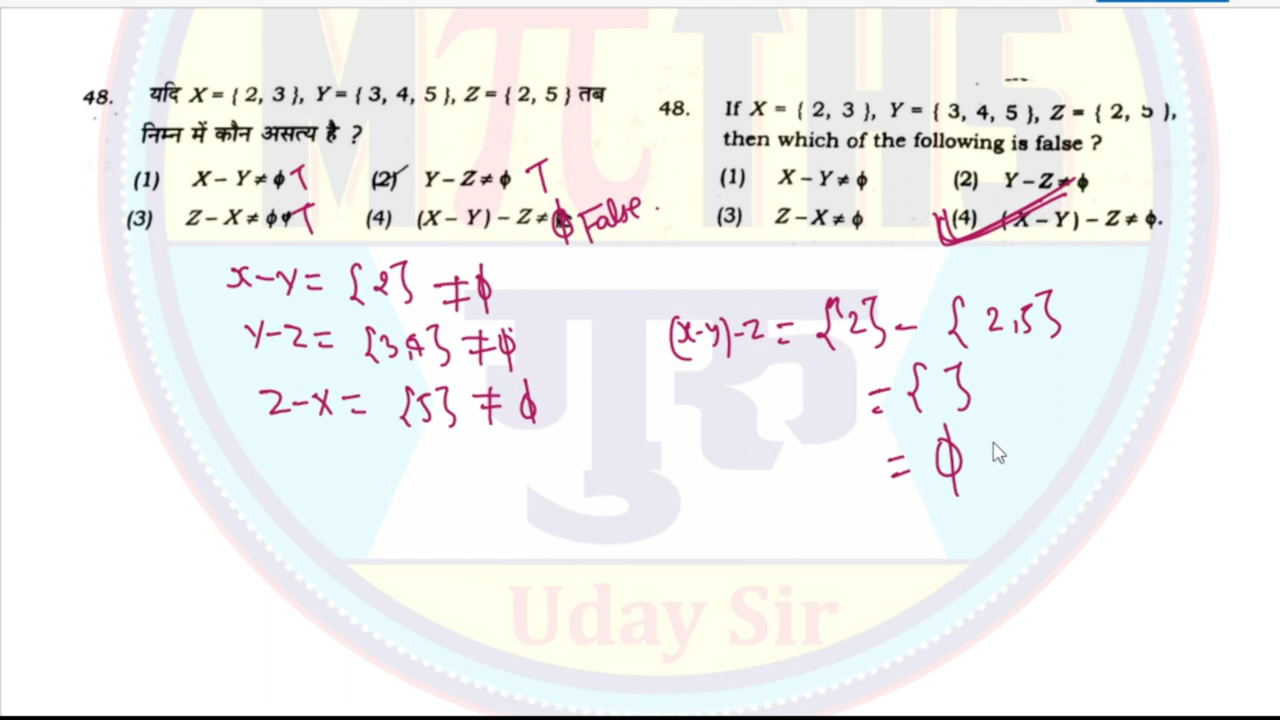 MπTHS
48. यदि X = { 2, 3 }, Y = { 3, 4, 5 }, Z = { 2, 5 } तब
निम्न में कौन असत्य है ?
(1) X – Y ≠ ϕ T (2) Y – Z ≠ ϕ T
(3) Z – X ≠ ϕ T (4) (X – Y) – Z ≠ ϕ False.
48. If X = { 2, 3 }, Y = { 3, 4, 5 }, Z = { 2, 5 },
then which of the following is false ?
(1) X – Y ≠ ϕ (2) Y – Z ≠ ϕ
(3) Z – X ≠ ϕ (4) (X – Y) – Z ≠ ϕ.
x-y = {2} ≠ ϕ
y-z = {3,4} ≠ ϕ
z-x = {5} ≠ ϕ
(x-y)-z = {2} - {2,5}
= { }
= ϕ
गुरु
Uday Sir